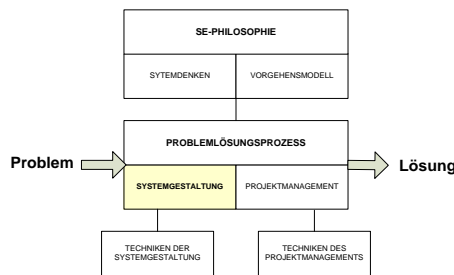 SE-PHILOSOPHIE
SYTEMDENKEN
VORGEHENSMODELL
PROBLEMLÖSUNGSPROZESS
Problem
Lösung
SYSTEMGESTALTUNG
PROJEKTMANAGEMENT
TECHNIKEN DER
SYSTEMGESTALTUNG
TECHNIKEN DES
PROJEKTMANAGEMENTS